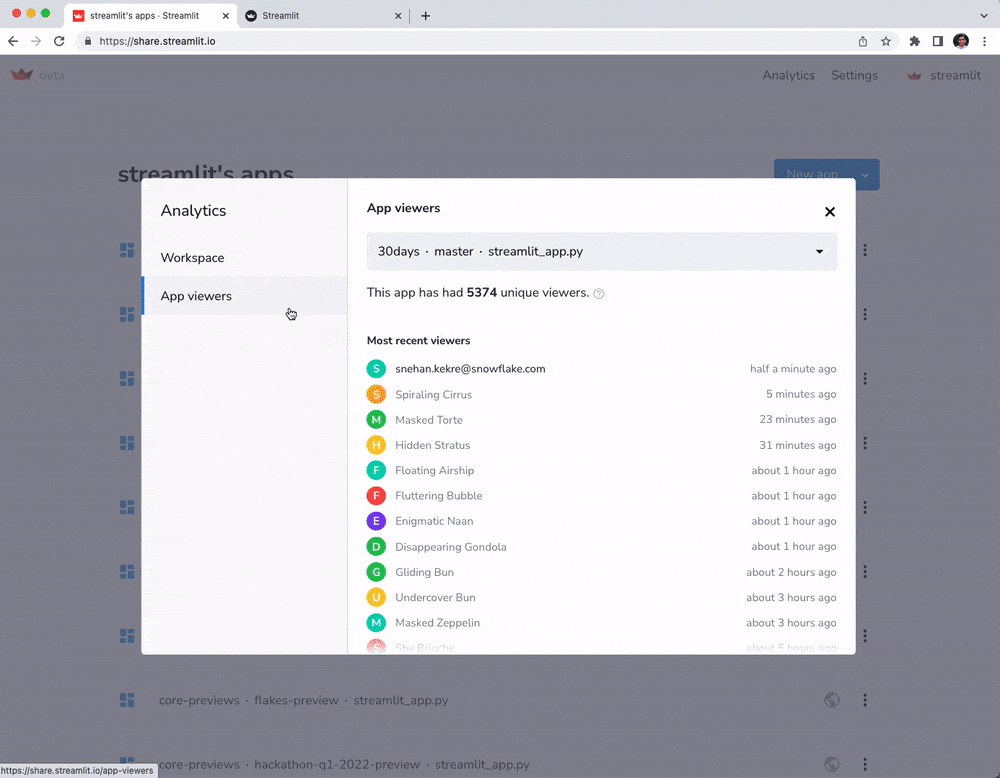 streamlit's apps · Streamlit
Streamlit
https://share.streamlit.io
beta
Analytics
Settings
streamlit
streamlit's apps
New app
Analytics
Workspace
App viewers
App viewers
30days · master · streamlit_app.py
This app has had 5374 unique viewers. ?
Most recent viewers
S snehan.kekre@snowflake.com half a minute ago
S Spiraling Cirrus 5 minutes ago
M Masked Torte 23 minutes ago
H Hidden Stratus 31 minutes ago
F Floating Airship about 1 hour ago
F Fluttering Bubble about 1 hour ago
E Enigmatic Naan about 1 hour ago
D Disappearing Gondola about 1 hour ago
G Gliding Bun about 2 hours ago
U Undercover Bun about 3 hours ago
M Masked Zeppelin about 3 hours ago
S Shy Brioche about 5 hours ago
core-previews · flakes-preview · streamlit_app.py
core-previews · hackathon-q1-2022-preview · streamlit_app.py
https://share.streamlit.io/app-viewers